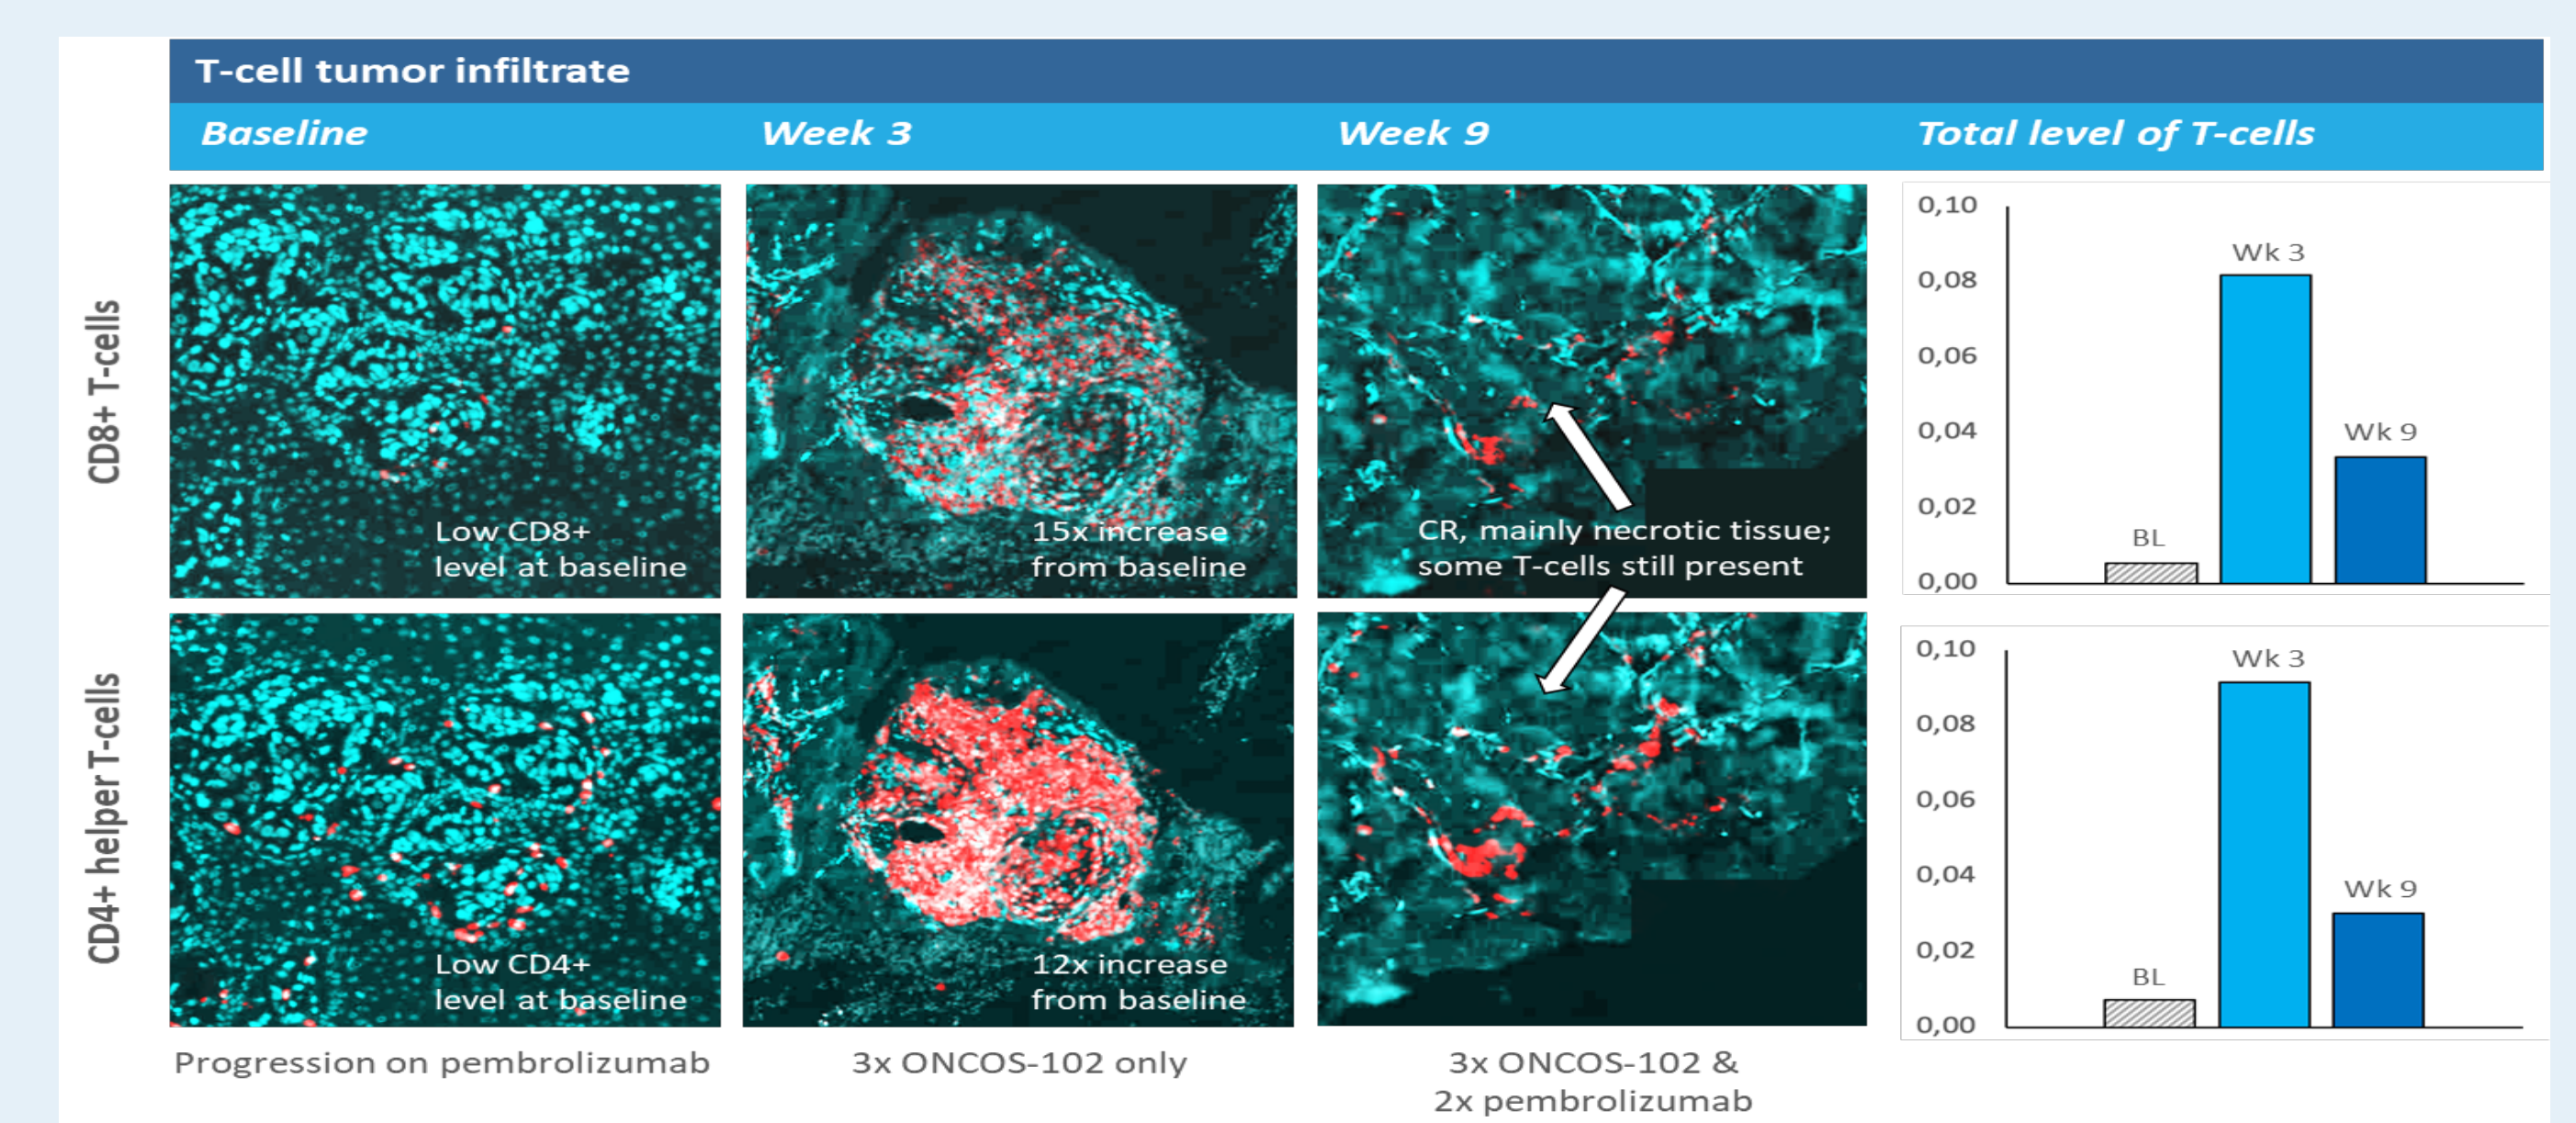 T-cell tumor infiltrate
Baseline
Week 3
Week 9
Total level of T-cells
CD8+ T-cells
Low CD8+
level at baseline
15x increase
from baseline
CR, mainly necrotic tissue;
some T-cells still present
0,10
0,08
0,06
0,04
0,02
0,00
BL
Wk 3
Wk 9
CD4+ helper T-cells
Low CD4+
level at baseline
12x increase
from baseline
0,10
0,08
0,06
0,04
0,02
0,00
BL
Wk 3
Wk 9
Progression on pembrolizumab
3x ONCOS-102 only
3x ONCOS-102 &
2x pembrolizumab